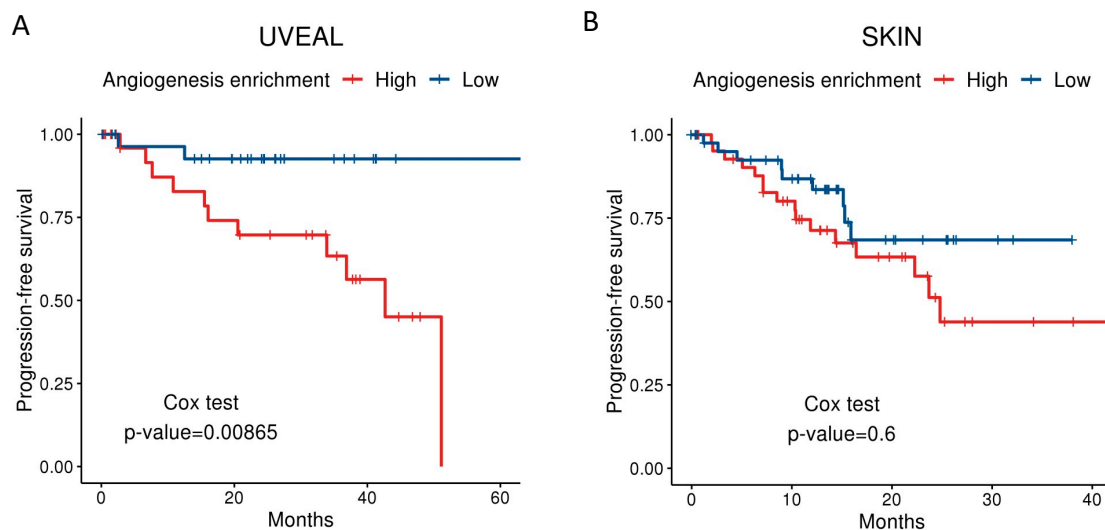 A
UVEAL
Angiogenesis enrichment High Low
Progression-free survival
1.00
0.75
0.50
0.25
0.00
Cox test
p-value=0.00865
0 20 40 60
Months
B
SKIN
Angiogenesis enrichment High Low
Progression-free survival
1.00
0.75
0.50
0.25
0.00
Cox test
p-value=0.6
0 10 20 30 40
Months